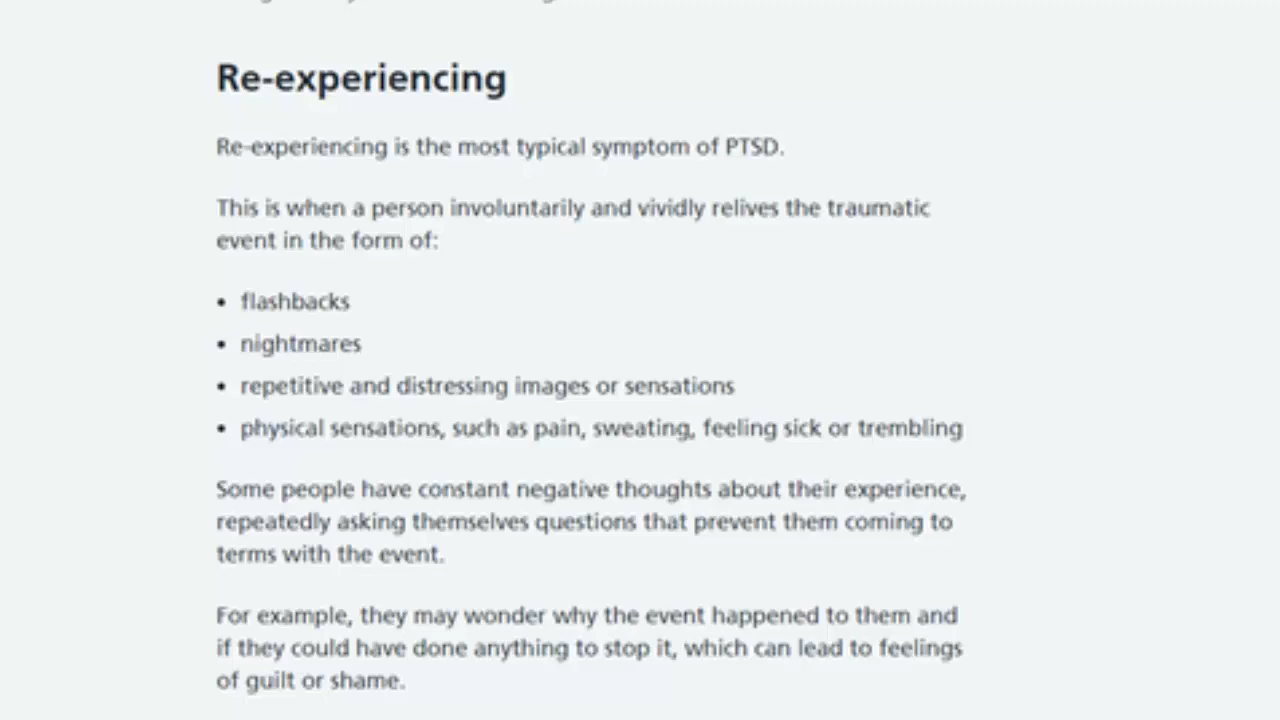 Re-experiencing
Re-experiencing is the most typical symptom of PTSD.
This is when a person involuntarily and vividly relives the traumatic
event in the form of:
• flashbacks
• nightmares
• repetitive and distressing images or sensations
• physical sensations, such as pain, sweating, feeling sick or trembling
Some people have constant negative thoughts about their experience,
repeatedly asking themselves questions that prevent them coming to
terms with the event.
For example, they may wonder why the event happened to them and
if they could have done anything to stop it, which can lead to feelings
of guilt or shame.